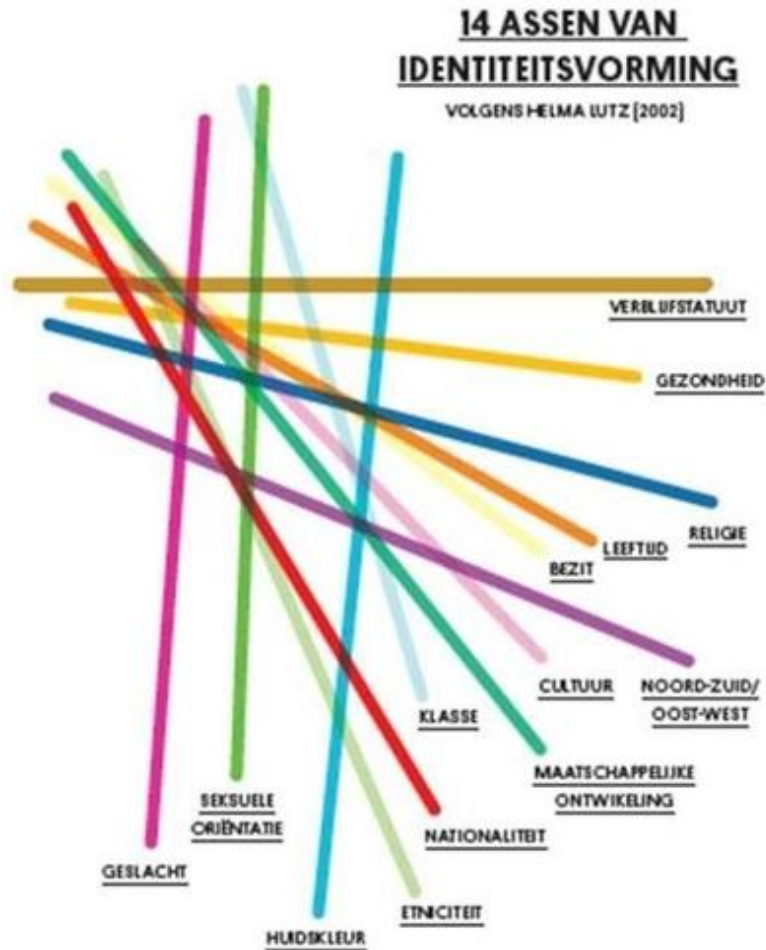 14 ASSEN VAN
IDENTITEITSVORMING
VOLGENS HELMA LUTZ [2002]
VERBLIJFSTATUUT
GEZONDHEID
RELIGIE
LEEFTIJD
BEZIT
NOORD-ZUID/
OOST-WEST
CULTUUR
KLASSE
MAATSCHAPPELIJKE
ONTWIKELING
NATIONALITEIT
ETNICITEIT
HUIDSKLEUR
SEKSUELE
ORIËNTATIE
GESLACHT